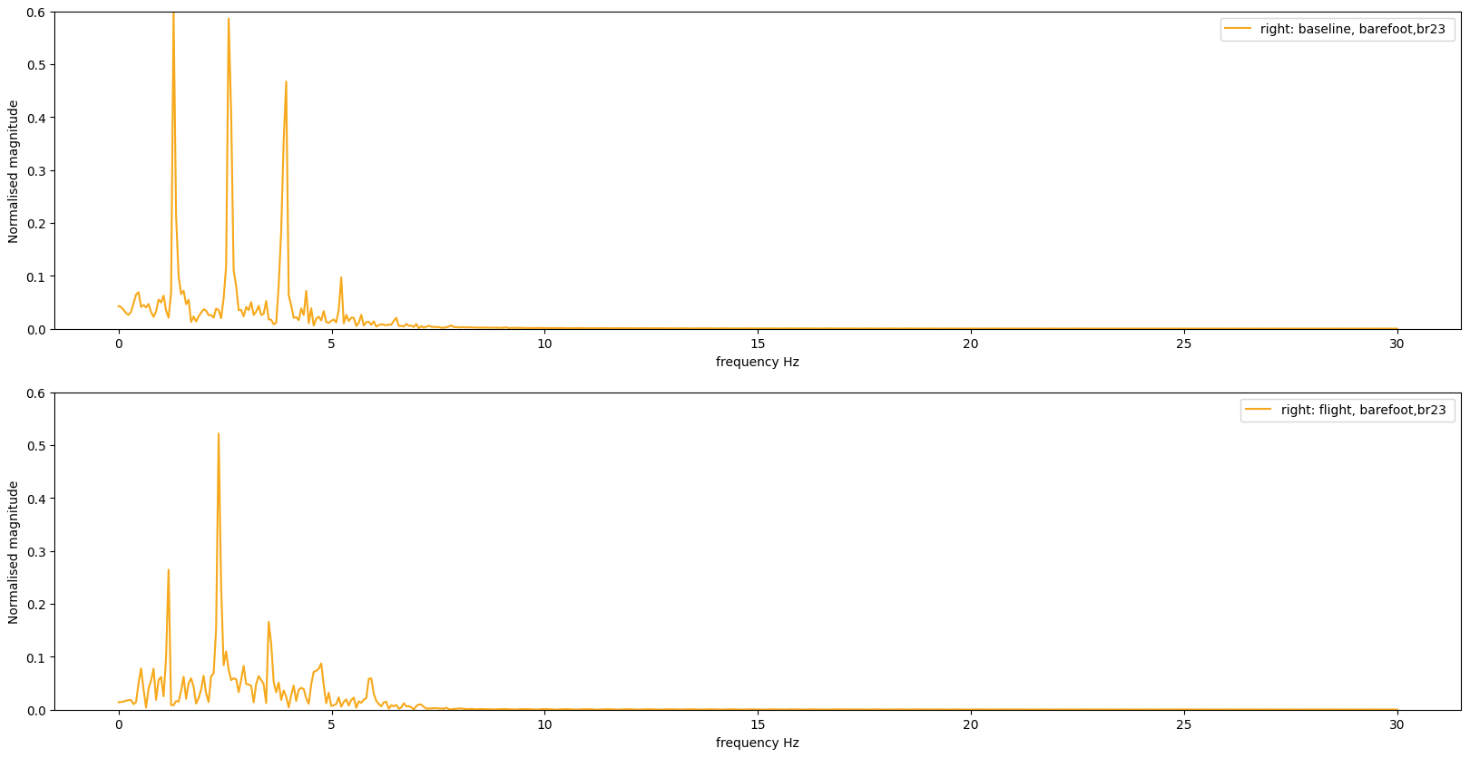 0.6
0.5
0.4
0.3
0.2
0.1
0.0
Normalised magnitude
right: baseline, barefoot,br23
0 5 10 15 20 25 30
frequency Hz
0.6
0.5
0.4
0.3
0.2
0.1
0.0
Normalised magnitude
right: flight, barefoot,br23
0 5 10 15 20 25 30
frequency Hz